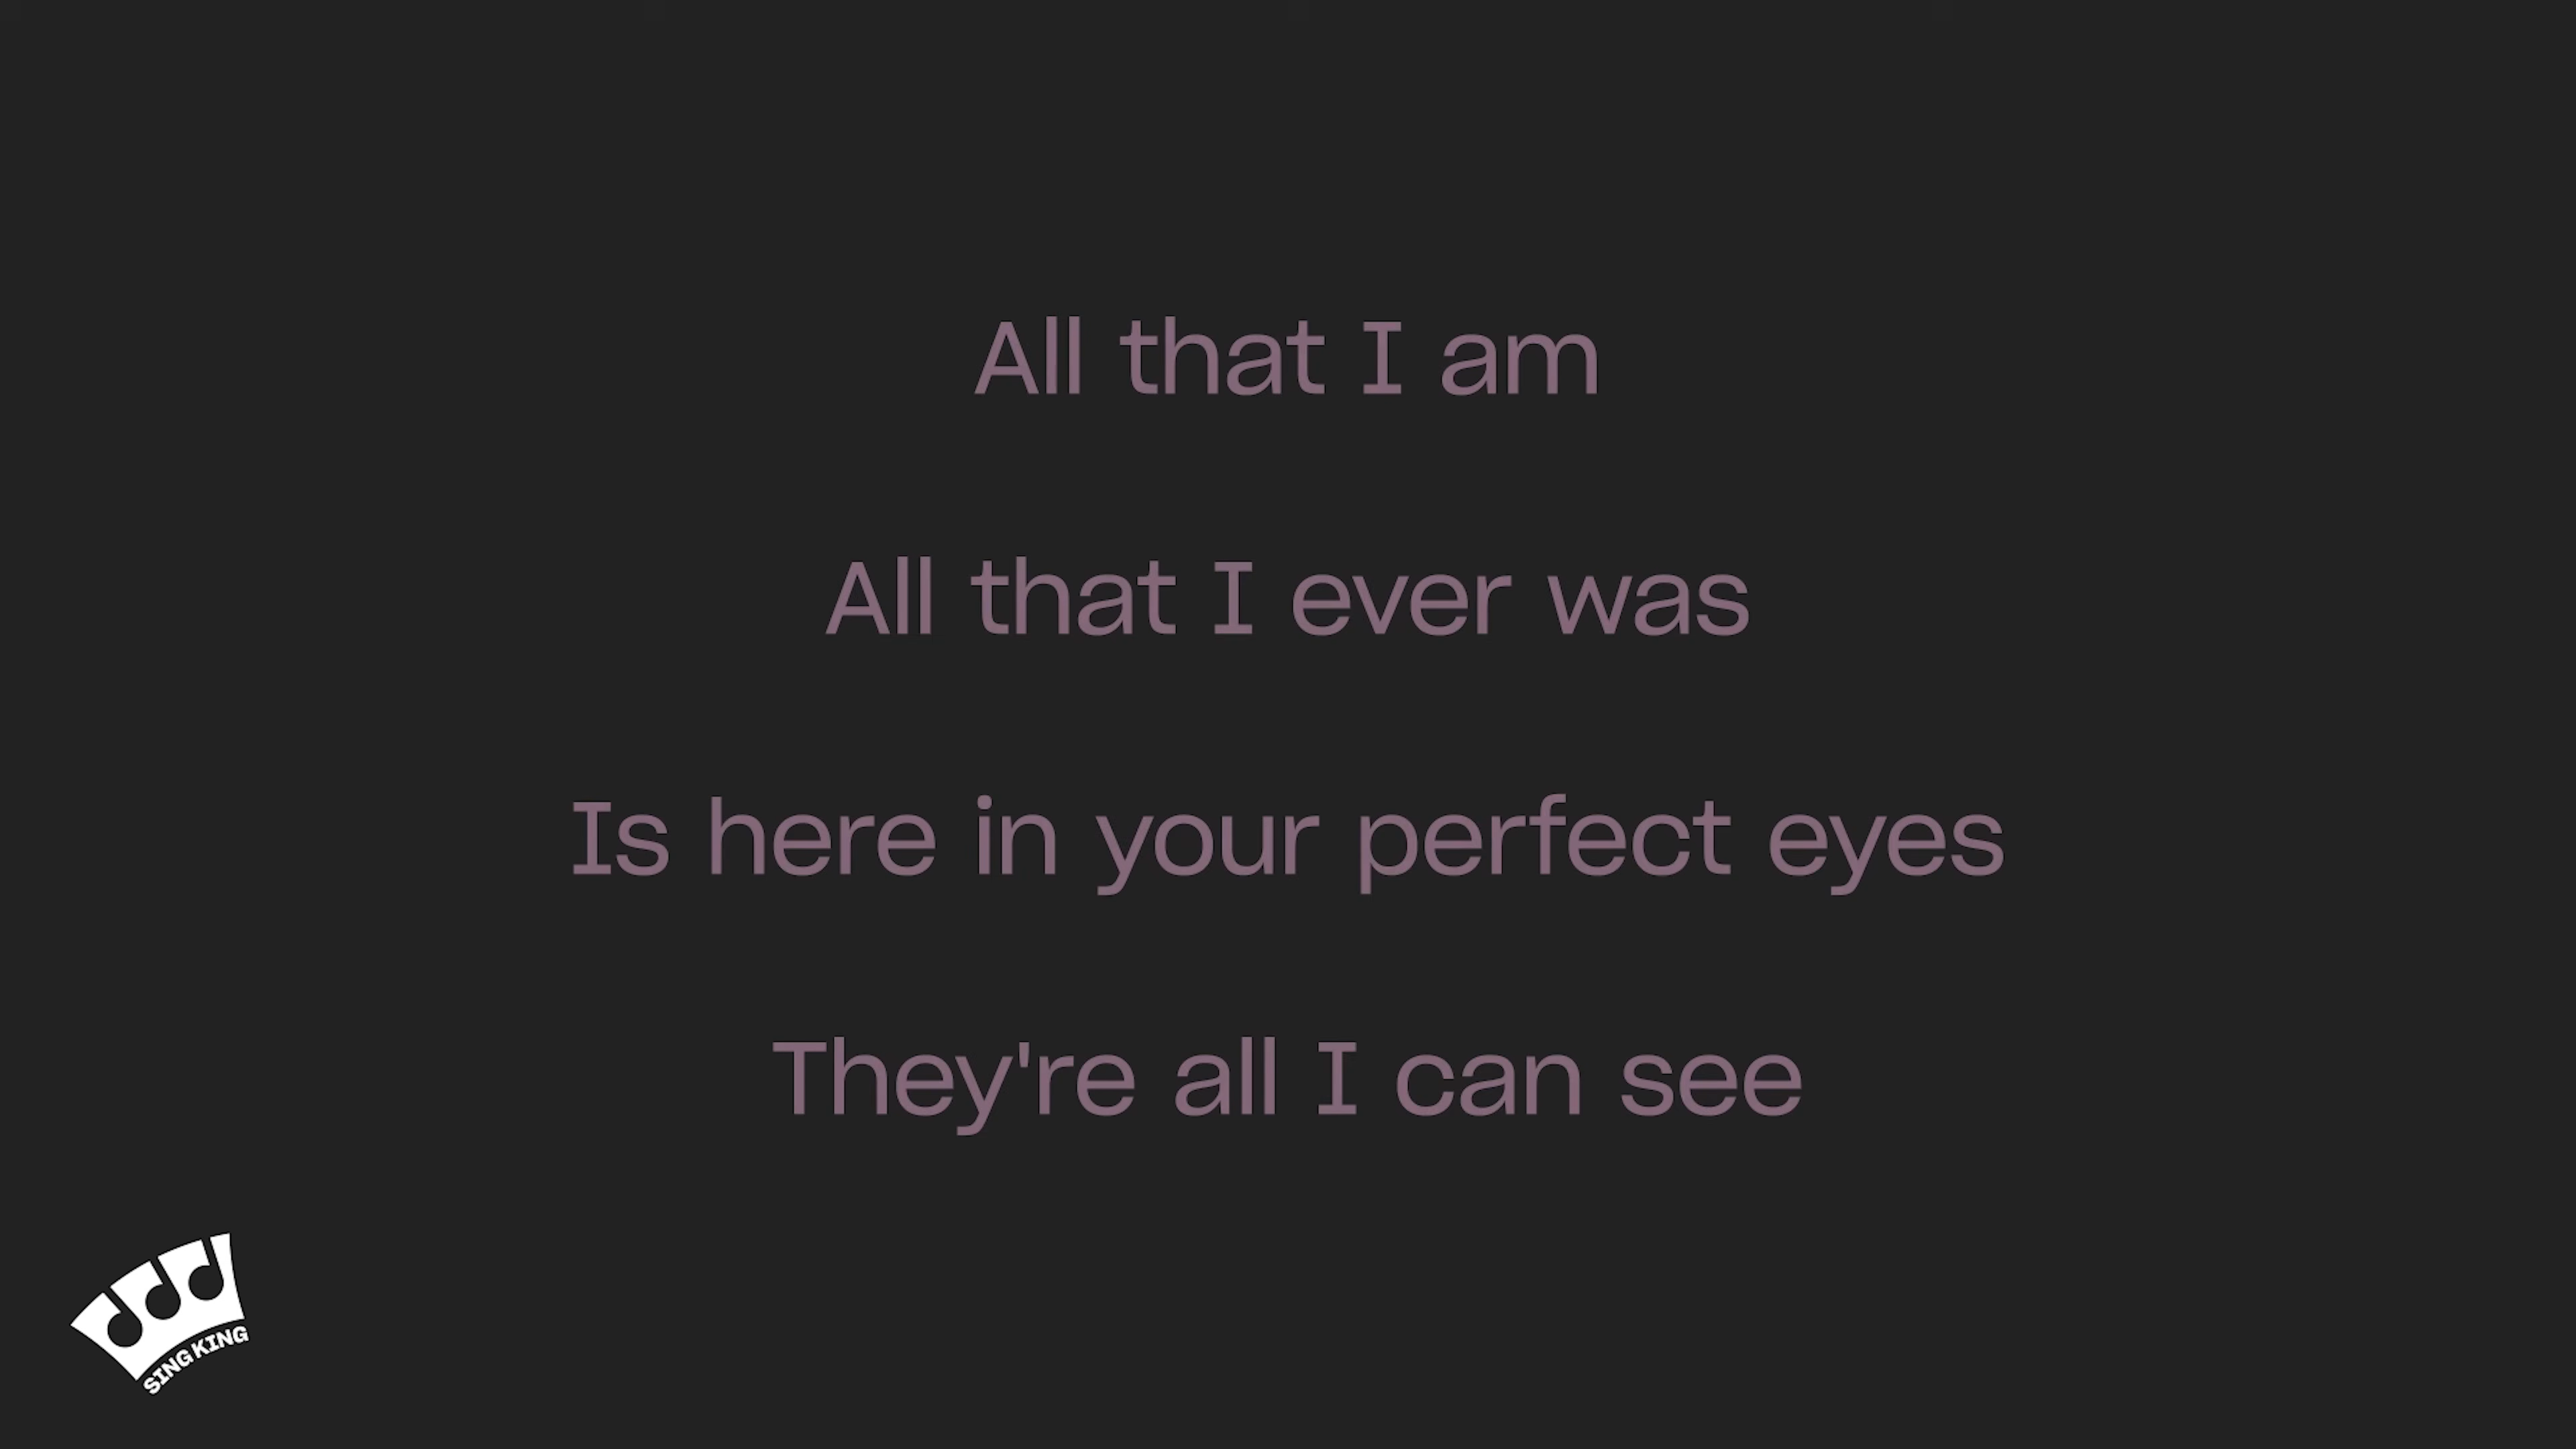 All that I am
All that I ever was
Is here in your perfect eyes
They're all I can see
SING KING